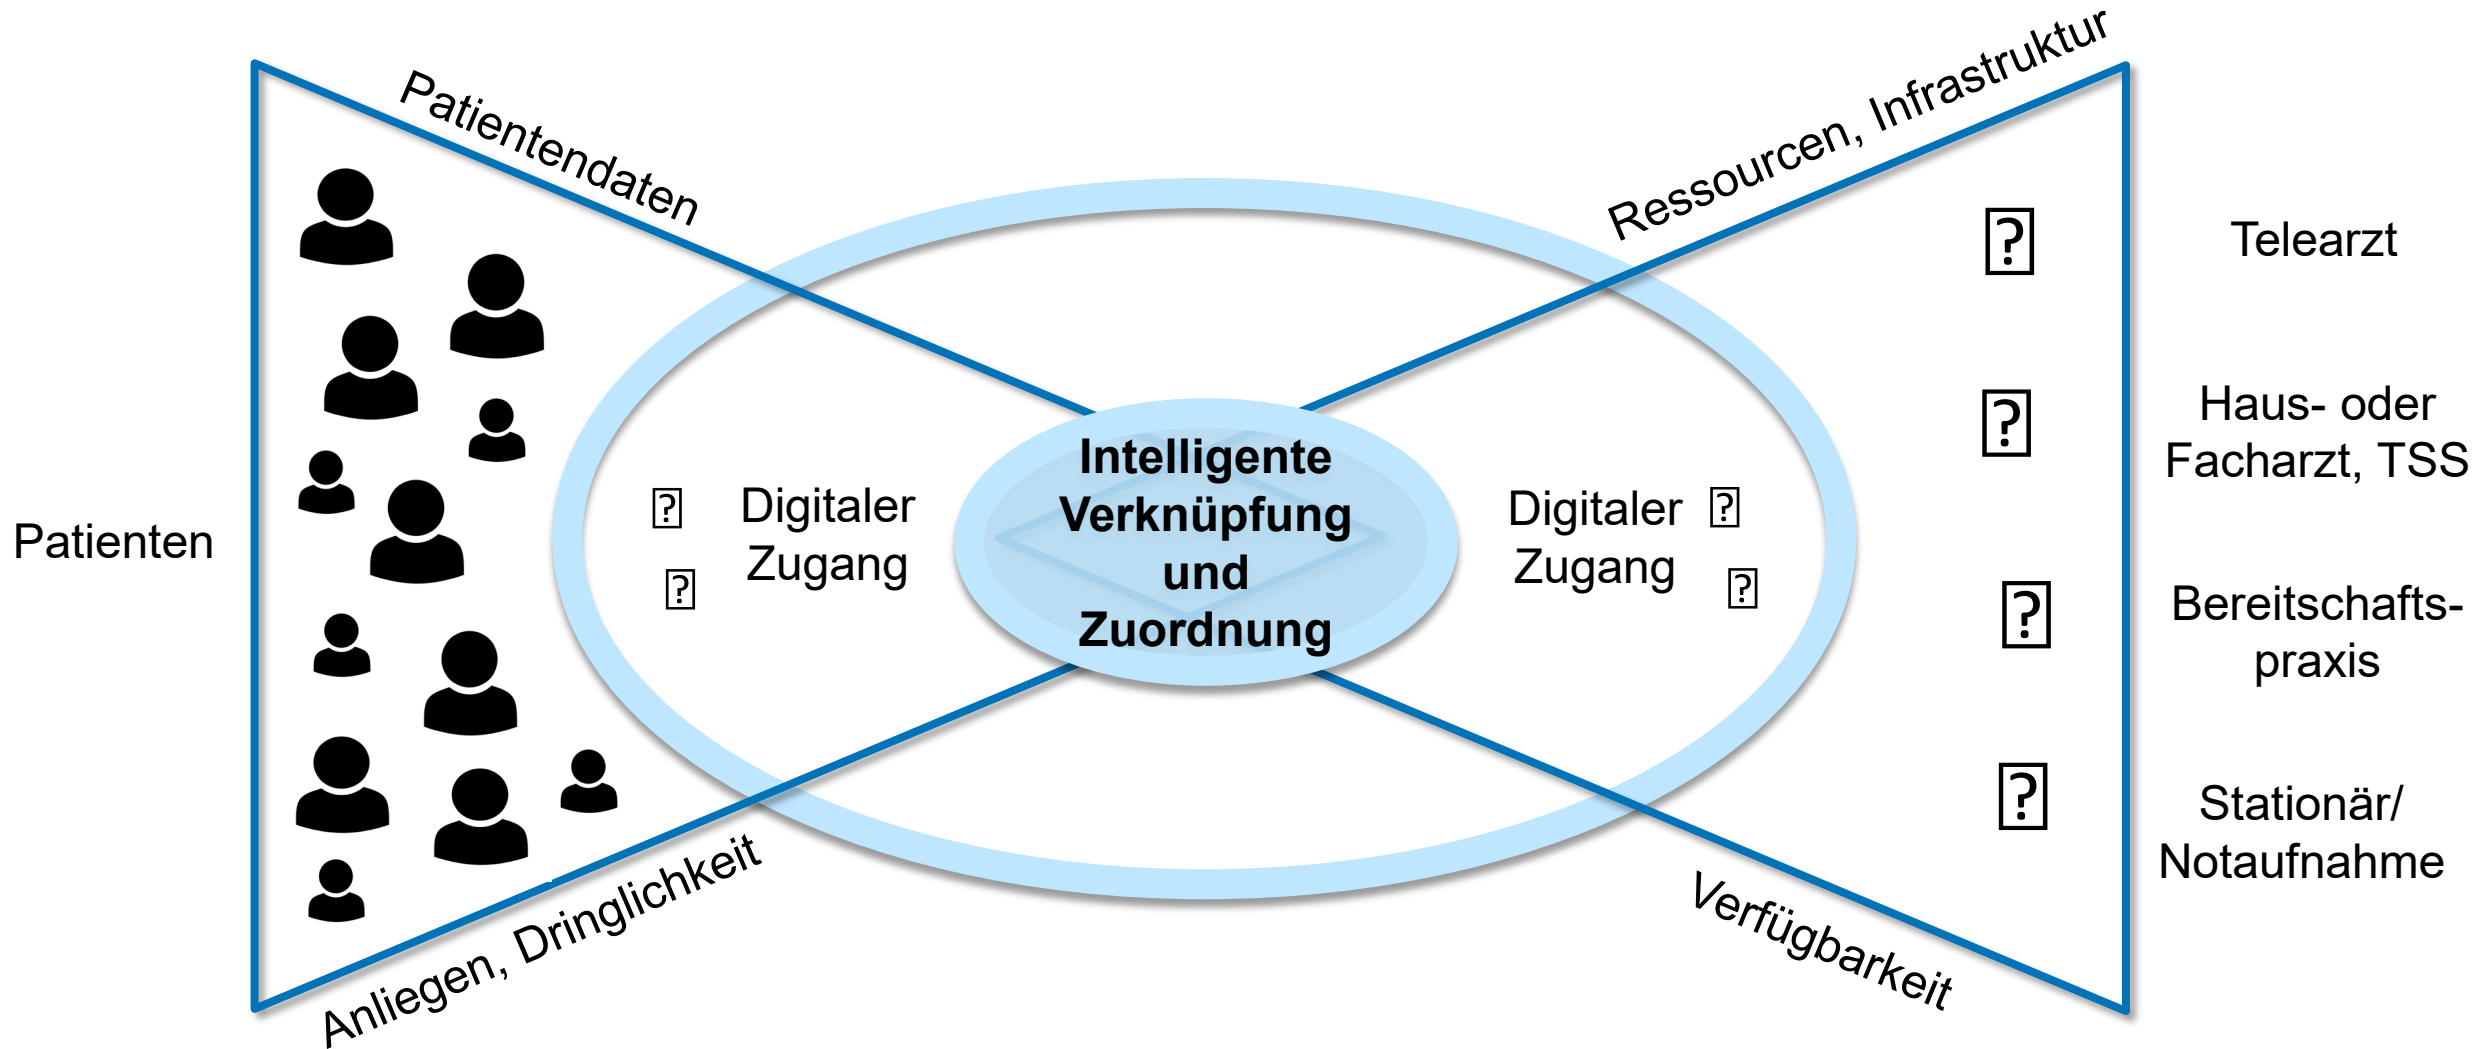 Patientendaten
Ressourcen, Infrastruktur
Patienten
Digitaler
Zugang
Intelligente
Verknüpfung
und
Zuordnung
Digitaler
Zugang
Telearzt
Haus- oder
Facharzt, TSS
Bereitschafts-
praxis
Stationär/
Notaufnahme
Anliegen, Dringlichkeit
Verfügbarkeit